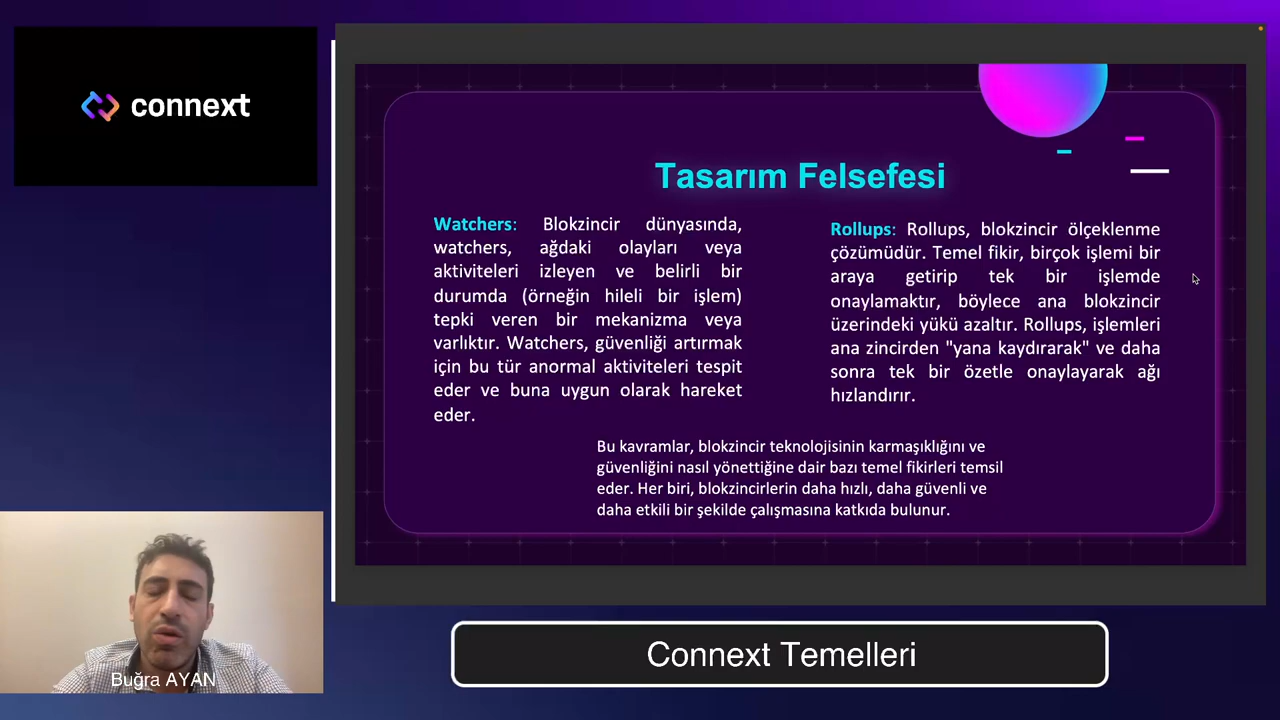 connext
Tasarım Felsefesi
Watchers: Blokzincir dünyasında,
watchers, ağdaki olayları veya
aktiviteleri izleyen ve belirli bir
durumda (örneğin hileli bir işlem)
tepki veren bir mekanizma veya
varlıktır. Watchers, güvenliği artırmak
için bu tür anormal aktiviteleri tespit
eder ve buna uygun olarak hareket
eder.
Rollups: Rollups, blokzincir ölçeklenme
çözümüdür. Temel fikir, birçok işlemi bir
araya getirip tek bir işlemde
onaylamaktır, böylece ana blokzincir
üzerindeki yükü azaltır. Rollups, işlemleri
ana zincirden "yana kaydırarak" ve daha
sonra tek bir özetle onaylayarak ağı
hızlandırır.
Bu kavramlar, blokzincir teknolojisinin karmaşıklığını ve
güvenliğini nasıl yönettiğine dair bazı temel fikirleri temsil
eder. Her biri, blokzincirlerin daha hızlı, daha güvenli ve
daha etkili bir şekilde çalışmasına katkıda bulunur.
Buğra AYAN
Connext Temelleri